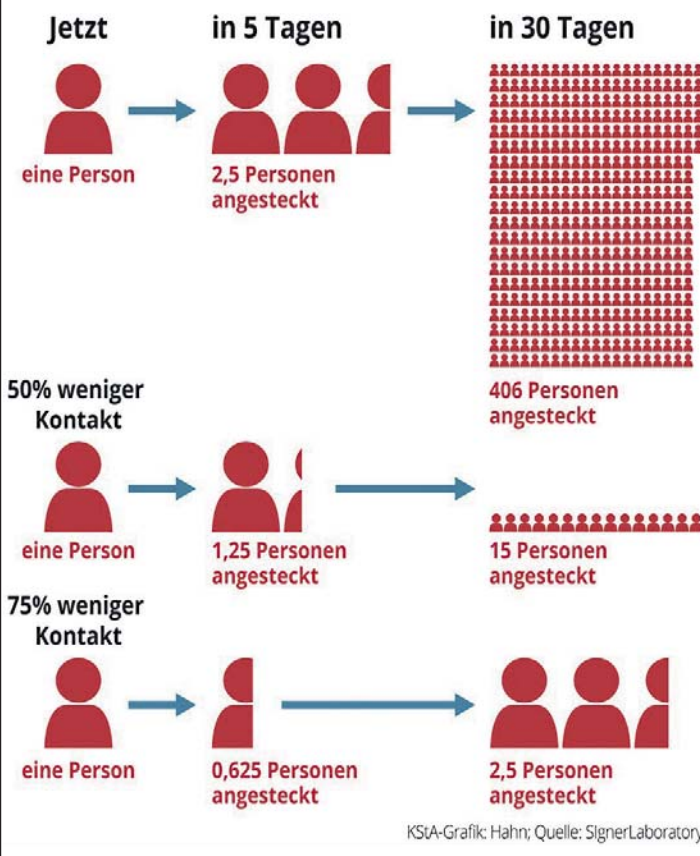 Jetzt
in 5 Tagen
in 30 Tagen
eine Person
2,5 Personen
angesteckt
406 Personen
angesteckt
50% weniger
Kontakt
eine Person
1,25 Personen
angesteckt
15 Personen
angesteckt
75% weniger
Kontakt
eine Person
0,625 Personen
angesteckt
2,5 Personen
angesteckt
KStA-Grafik: Hahn; Quelle: SIgnerLaboratory